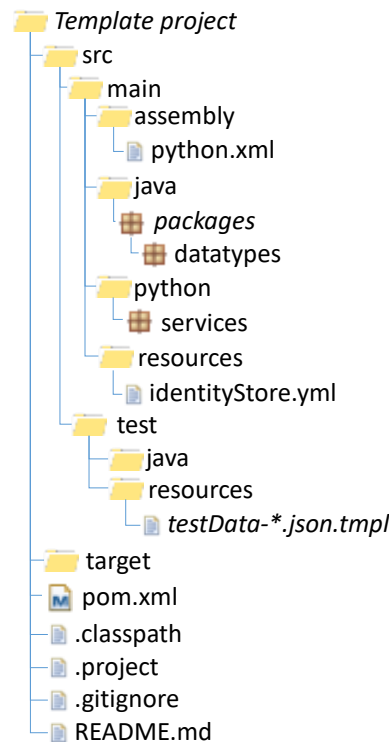 Template project
src
main
assembly
python.xml
java
packages
datatypes
python
services
resources
identityStore.yml
test
java
resources
testData-*.json.tmpl
target
pom.xml
.classpath
.project
.gitignore
README.md